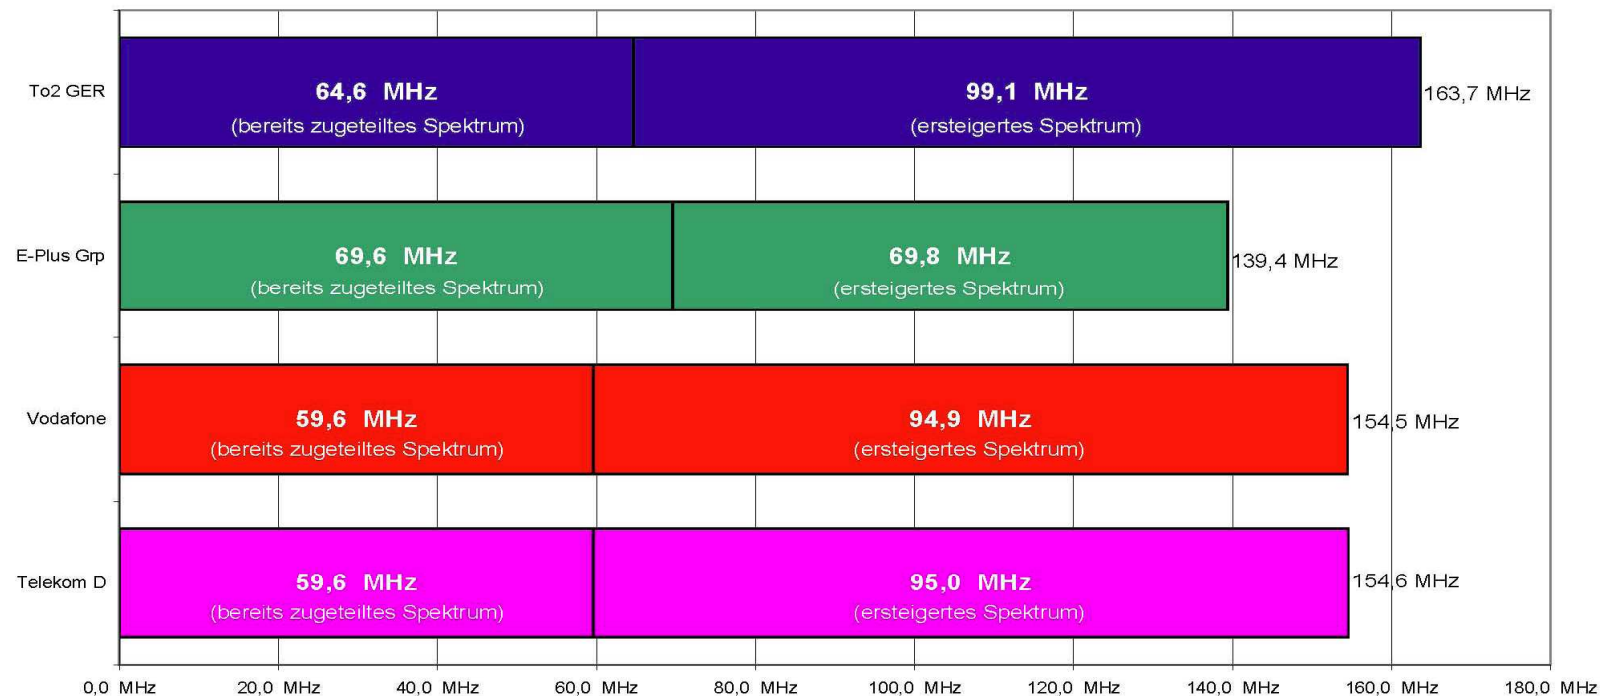 To2 GER
64,6 MHz
(bereits zugeteiltes Spektrum)
99,1 MHz
(ersteigertes Spektrum)
163,7 MHz
E-Plus Grp
69,6 MHz
(bereits zugeteiltes Spektrum)
69,8 MHz
(ersteigertes Spektrum)
139,4 MHz
Vodafone
59,6 MHz
(bereits zugeteiltes Spektrum)
94,9 MHz
(ersteigertes Spektrum)
154,5 MHz
Telekom D
59,6 MHz
(bereits zugeteiltes Spektrum)
95,0 MHz
(ersteigertes Spektrum)
154,6 MHz
0,0 MHz 20,0 MHz 40,0 MHz 60,0 MHz 80,0 MHz 100,0 MHz 120,0 MHz 140,0 MHz 160,0 MHz 180,0 MHz